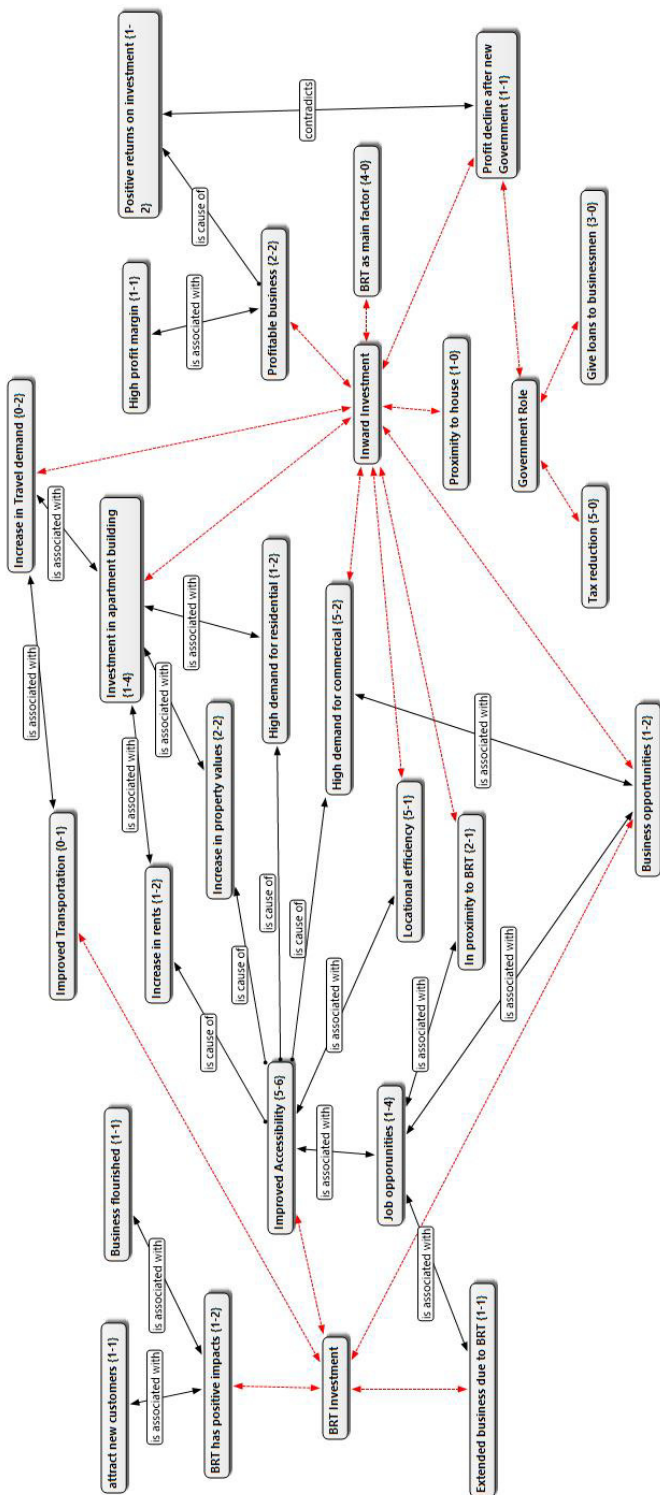 attract new customers {1-1}
Business flourished {1-1}
Improved Transportation {0-1}
Increase in Travel demand {0-2}
Positive returns on investment {1-
2}
is associated with
is associated with
is associated with
is associated with
High profit margin {1-1}
is associated with
is cause of
BRT has positive impacts {1-2}
Increase in rents {1-2}
is associated with
Investment in apartment building
{1-4}
is cause of
Increase in property values {2-2}
is associated with
is associated with
Profitable business {2-2}
contradicts
is cause of
is cause of
is cause of
High demand for residential {1-2}
Improved Accessibility {5-6}
High demand for commercial {5-2}
BRT Investment
is associated with
is associated with
Inward Investment
BRT as main factor {4-0}
Job opporunities {1-4}
Locational efficiency {5-1}
is associated with
is associated with
In proximity to BRT {2-1}
Proximity to house {1-0}
Extended business due to BRT {1-1}
is associated with
is associated with
Government Role
Profit decline after new
Government {1-1}
Business opportunities {1-2}
Tax reduction {5-0}
Give loans to businessmen {3-0}